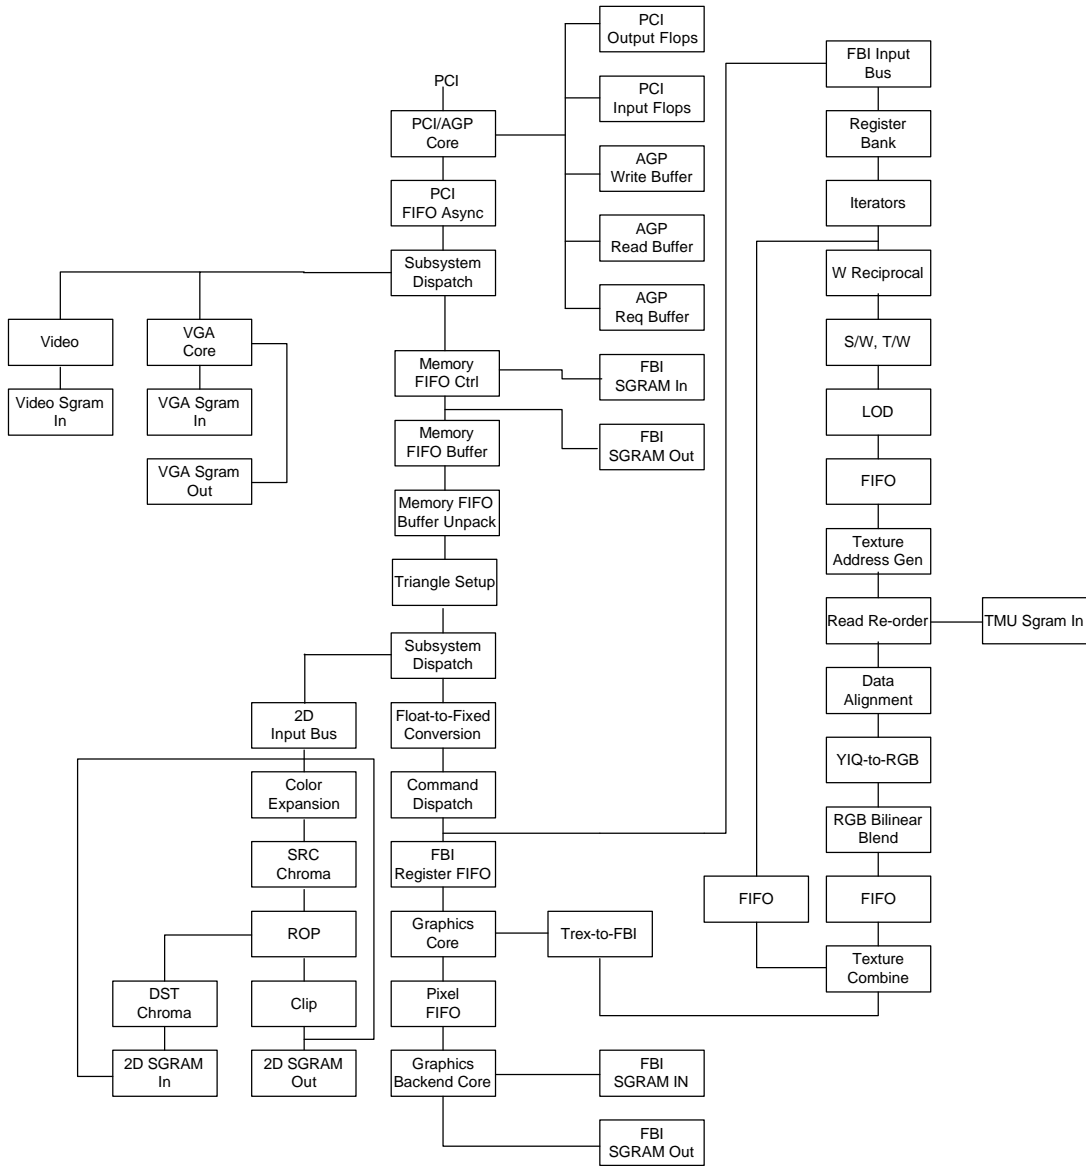 PCI
PCI/AGP
Core
PCI
FIFO Async
Subsystem
Dispatch
PCI
Output Flops
PCI
Input Flops
AGP
Write Buffer
AGP
Read Buffer
AGP
Req Buffer
Video
Video Sgram
In
VGA
Core
VGA Sgram
In
VGA Sgram
Out
Memory
FIFO Ctrl
FBI
SGRAM In
Memory
FIFO Buffer
FBI
SGRAM Out
Memory FIFO
Buffer Unpack
Triangle Setup
Subsystem
Dispatch
2D
Input Bus
Color
Expansion
SRC
Chroma
ROP
DST
Chroma
Clip
2D SGRAM
In
2D SGRAM
Out
Float-to-Fixed
Conversion
Command
Dispatch
FBI
Register FIFO
Graphics
Core
Trex-to-FBI
Pixel
FIFO
Graphics
Backend Core
FBI
SGRAM IN
FBI
SGRAM Out
FBI Input
Bus
Register
Bank
Iterators
W Reciprocal
S/W, T/W
LOD
FIFO
Texture
Address Gen
Read Re-order
TMU Sgram In
Data
Alignment
YIQ-to-RGB
RGB Bilinear
Blend
FIFO
FIFO
Texture
Combine